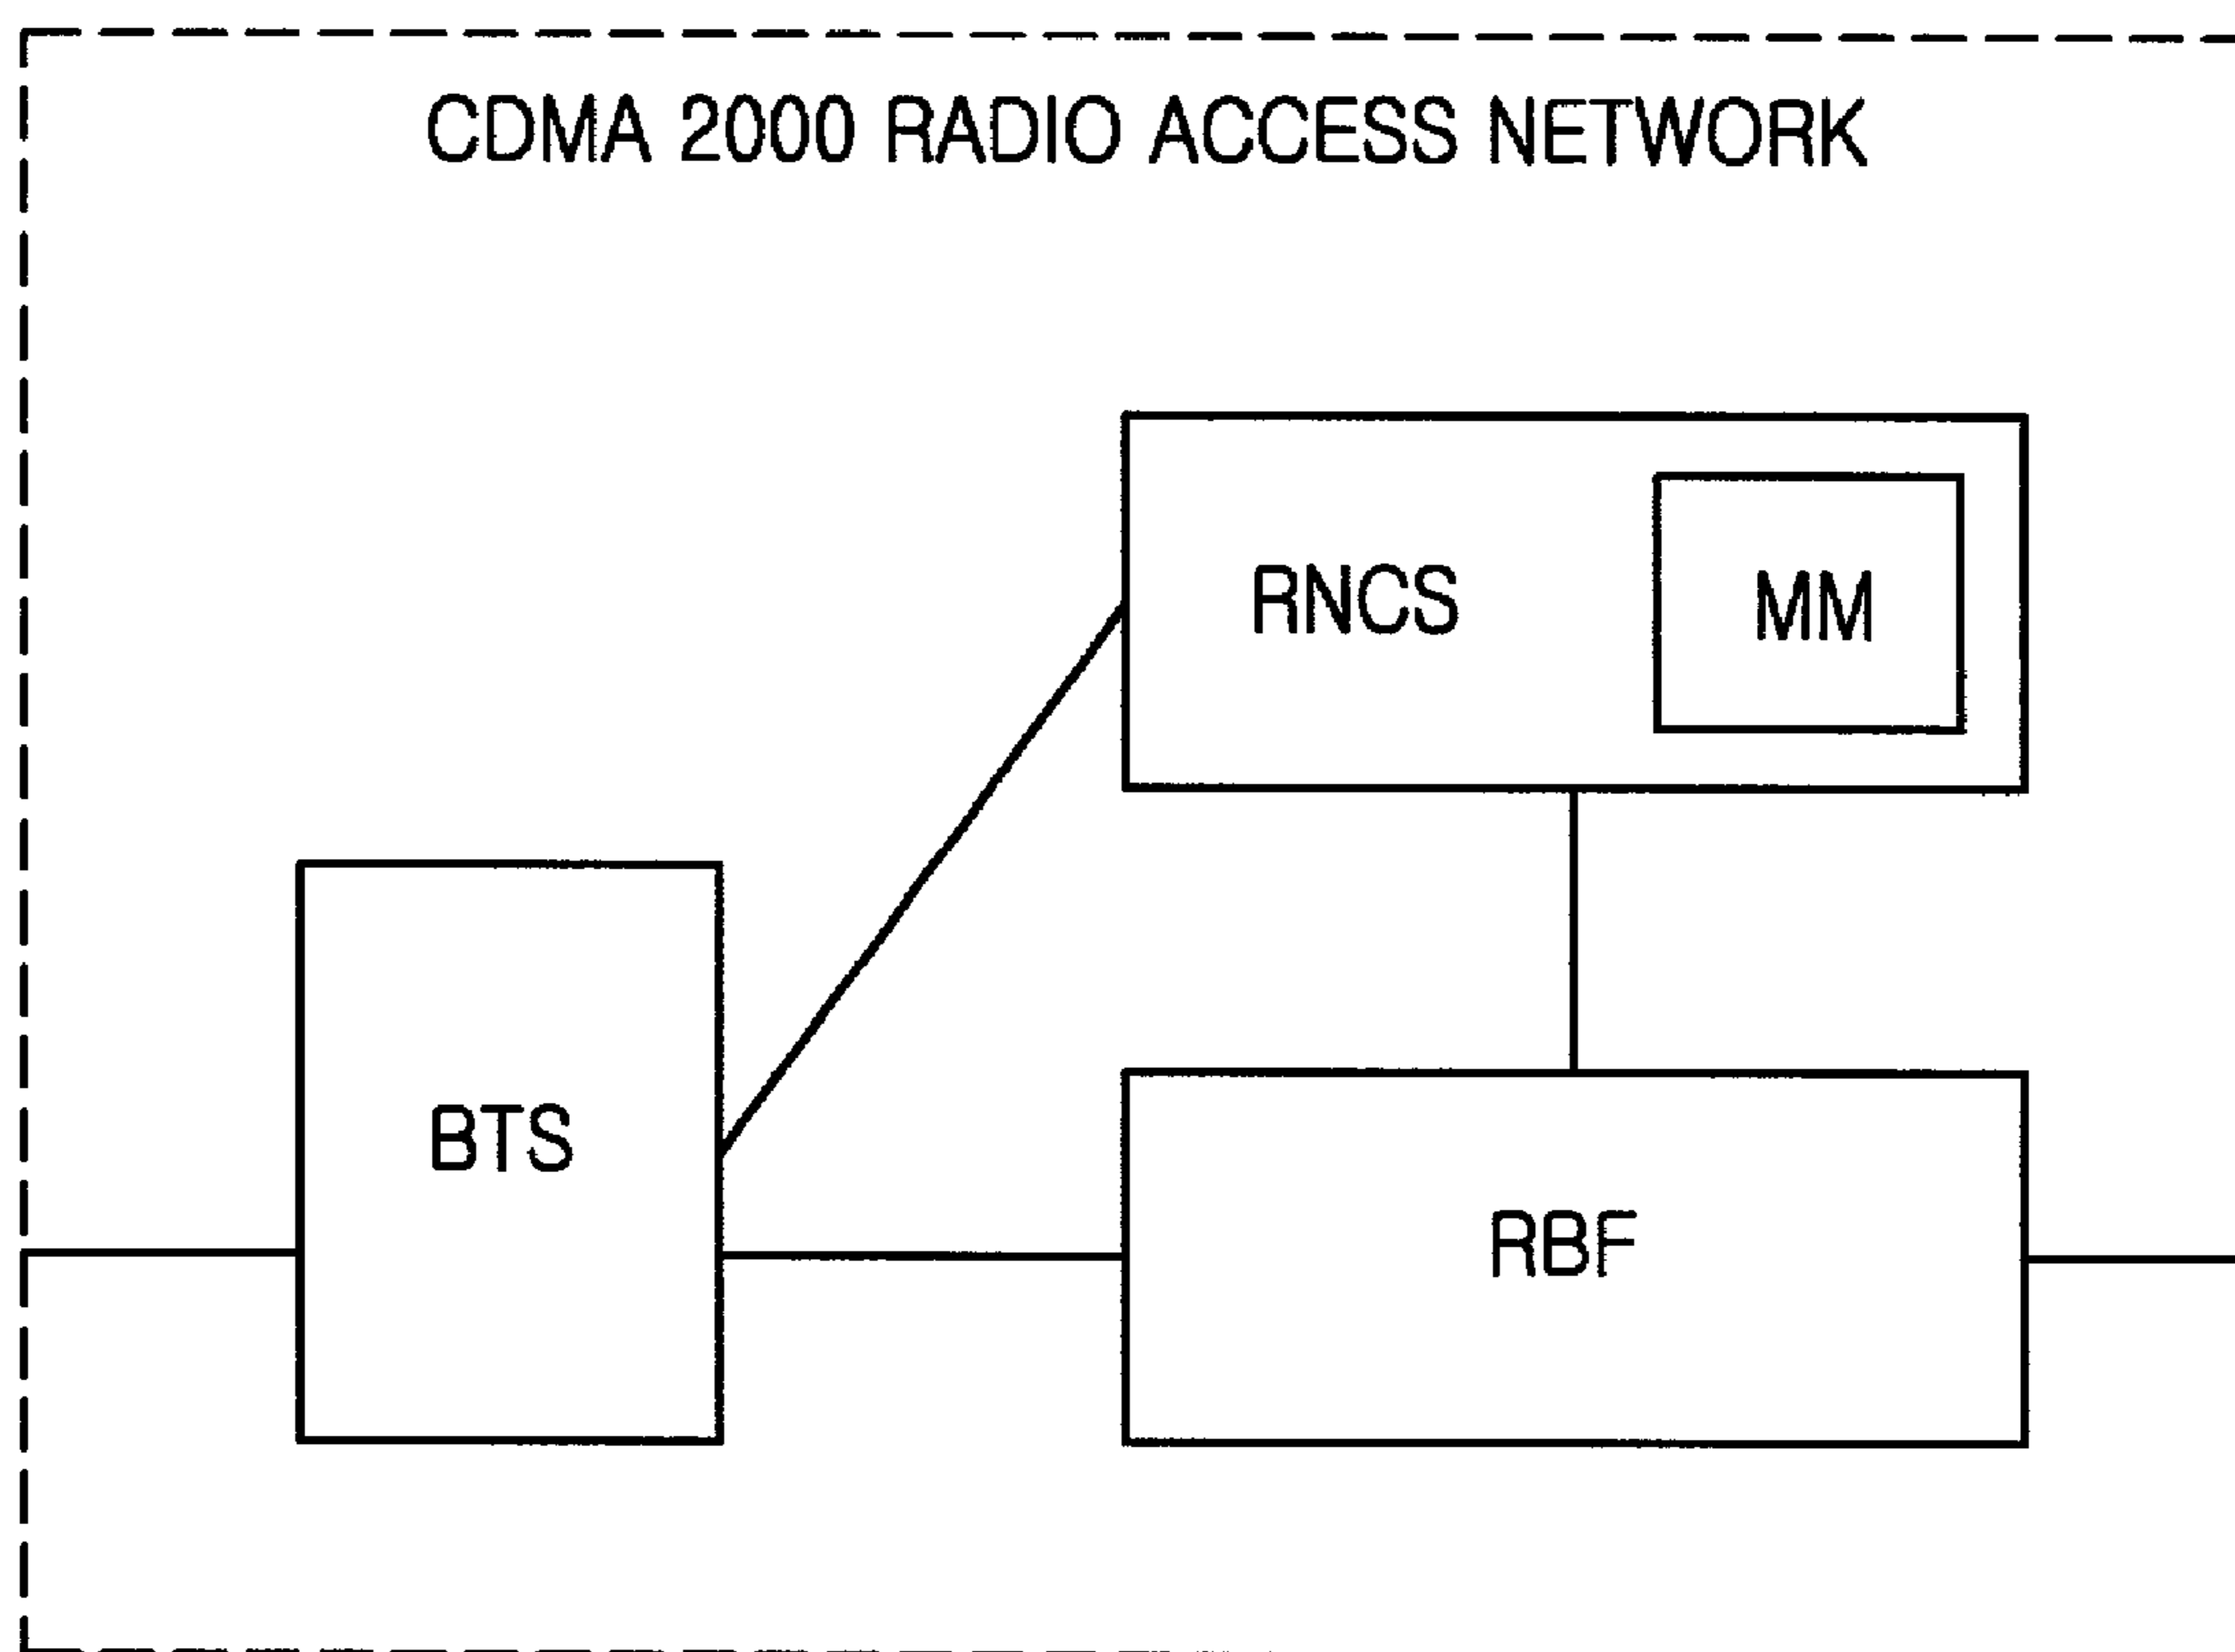 CDMA 2000 RADIO ACCESS NETWORK
RNCS
MM
BTS
RBF